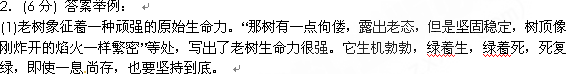 2. (6分) 答案举例：
(1)老树象征着一种顽强的原始生命力。“那树有一点佝偻，露出老态，但是坚固稳定，树顶像
刚炸开的焰火一样繁密”等处，写出了老树生命力很强。它生机勃勃，绿着生，绿着死，死复
绿，即使一息尚存，也要坚持到底。